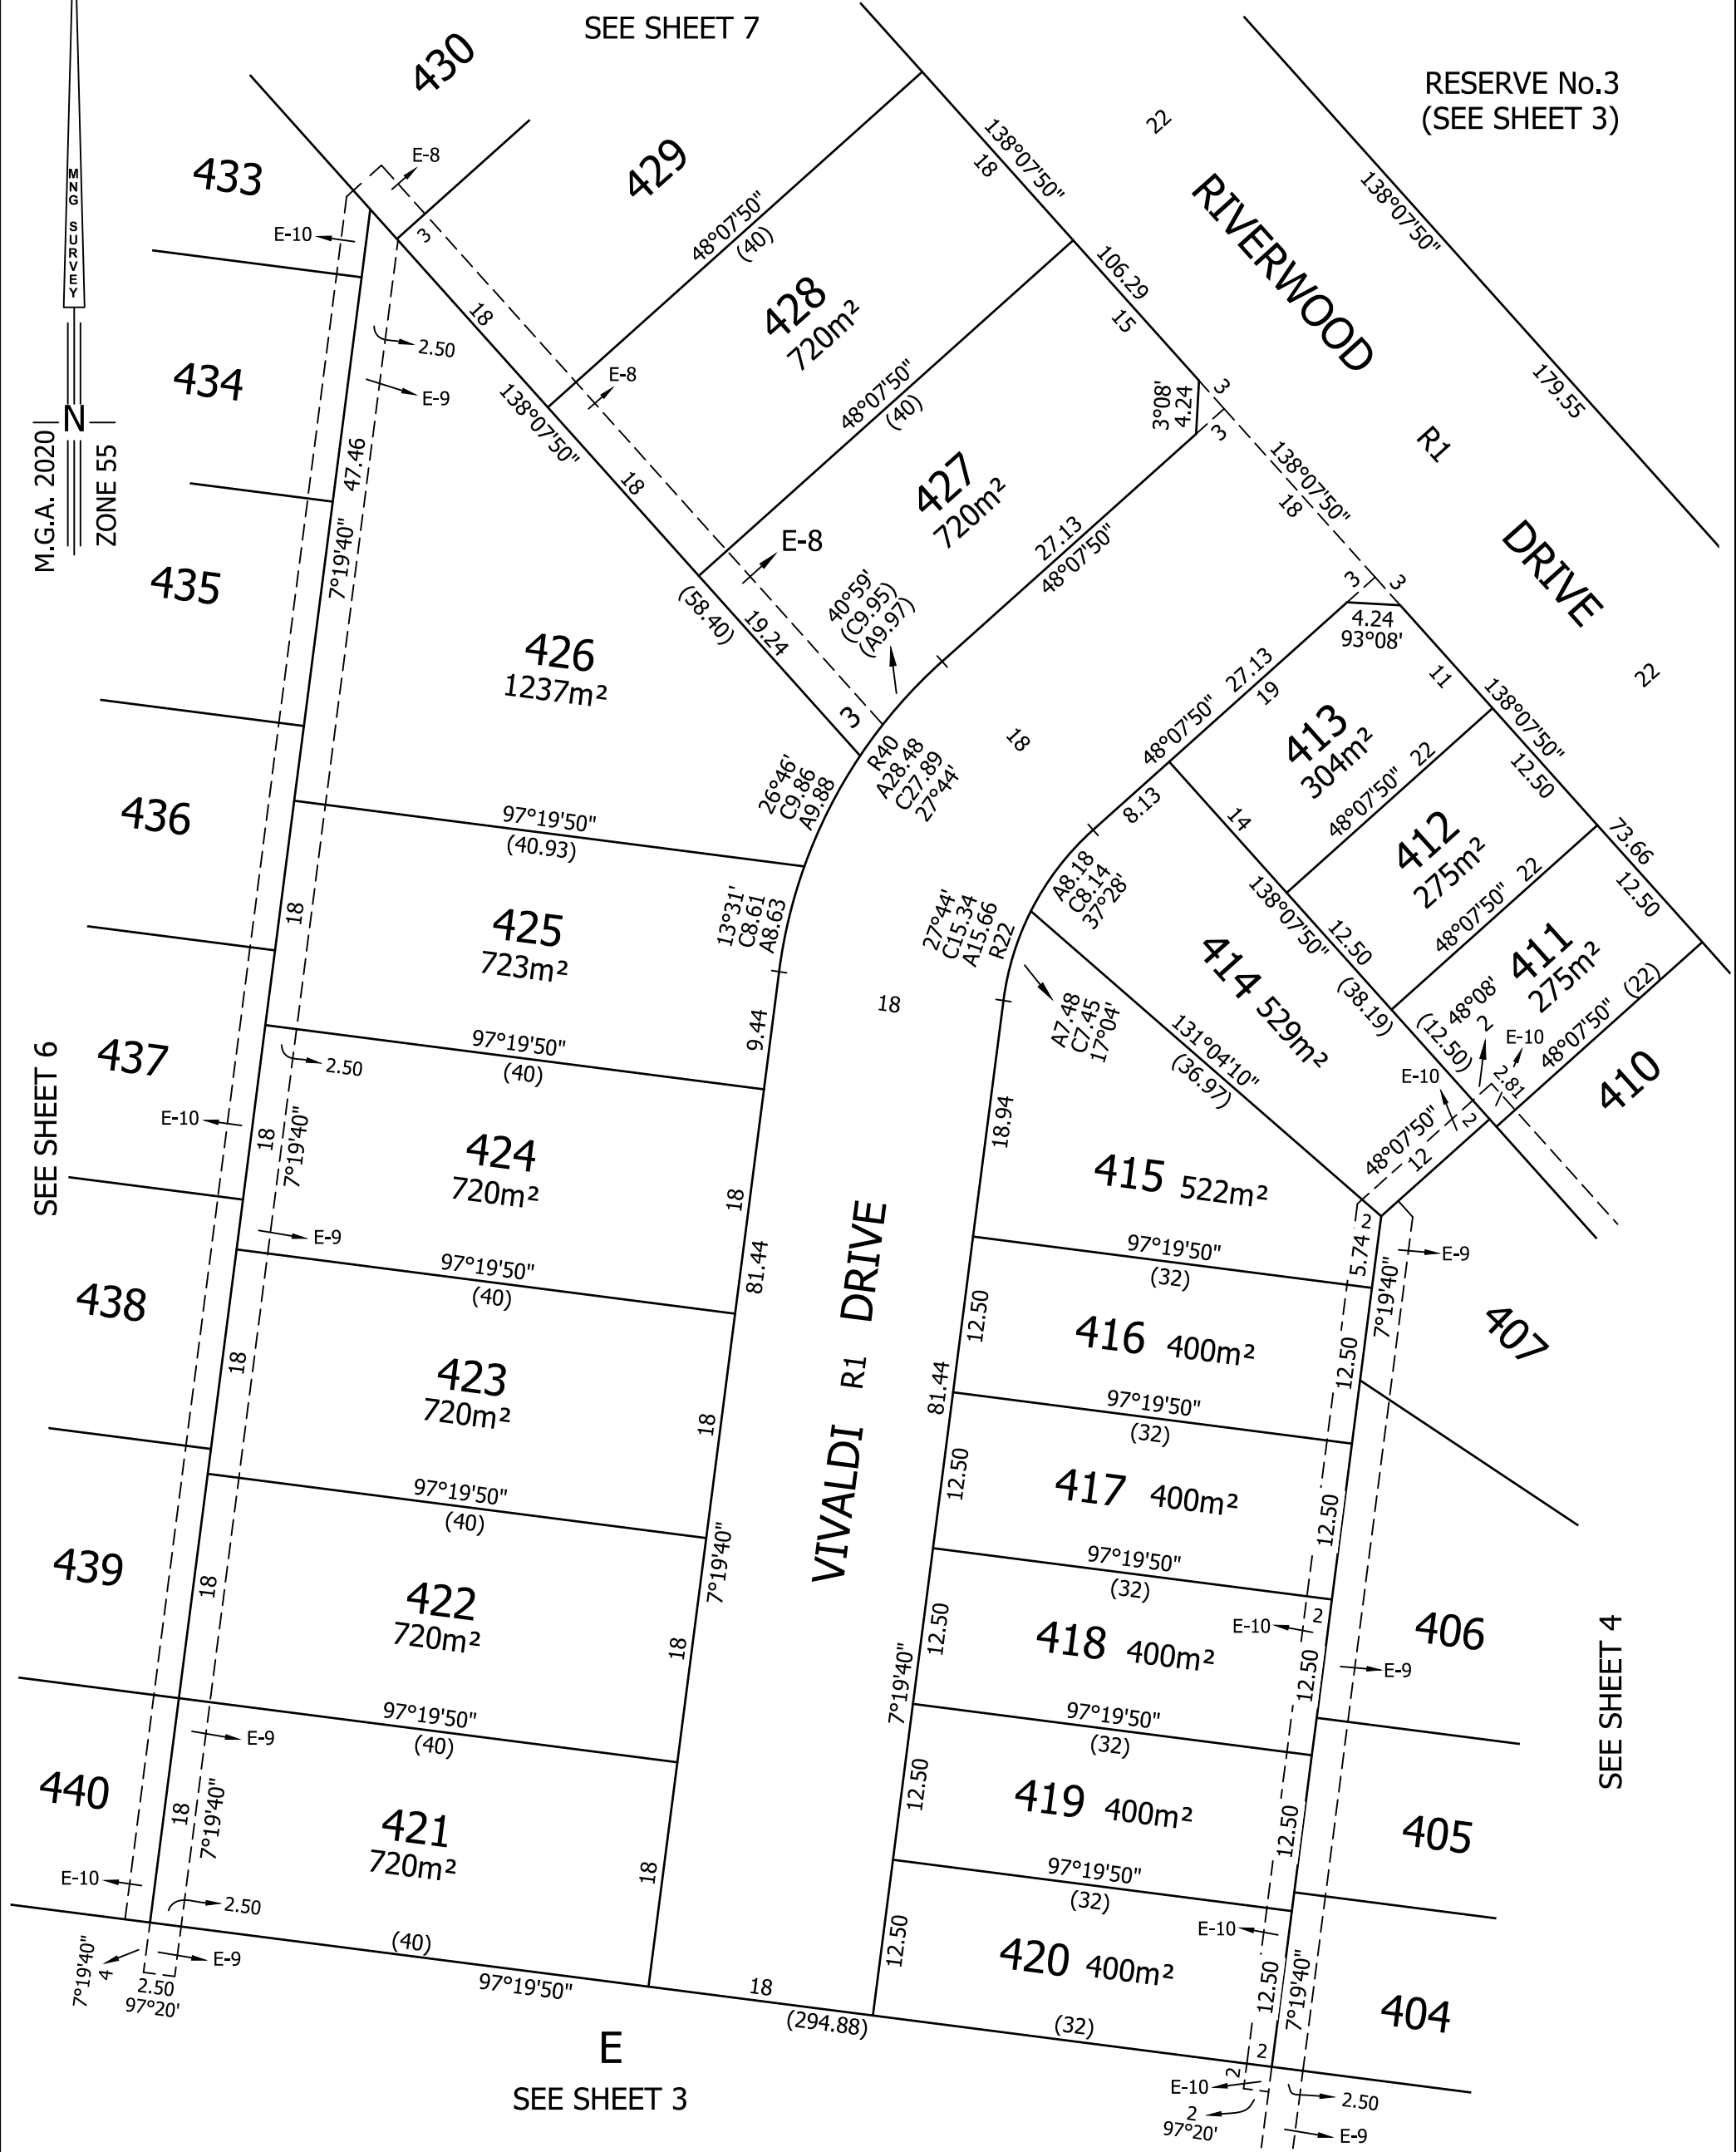 SEE SHEET 7
RESERVE No.3
(SEE SHEET 3)
MNG SURVEY
M.G.A. 2020
N
ZONE 55
430
429
433
E-8
E-10
3
18
2.50
E-9
434
47.46
7°19'40"
435
48°07'50"
(40)
428
720m²
138°07'50"
18
22
RIVERWOOD R1 DRIVE
138°07'50"
179.55
106.29
15
48°07'50"
(40)
427
720m²
3°08'
4.24
3
3
138°07'50"
18
E-8
138°07'50"
18
E-8
(58.40)
19.24
3
27.13
48°07'50"
40°59'
(C9.95)
(A9.97)
426
1237m²
R40
A28.48
C27.89
27°44'
26°46'
C9.86
A9.88
18
3
3
4.24
93°08'
27.13
48°07'50"
19
11
138°07'50"
22
413
304m²
48°07'50"
22
12.50
412
275m²
73.66
48°07'50"
22
12.50
411
275m²
48°07'50"
(22)
410
8.13
14
138°07'50"
12.50
(38.19)
(12.50)
48°08'
2
E-10
2.81
E-10
2
48°07'50"
12
A8.18
C8.14
37°28'
27°44'
C15.34
A15.66
R22
A7.48
C7.45
17°04'
414 529m²
131°04'10"
(36.97)
436
97°19'50"
(40.93)
18
425
723m²
13°31'
C8.61
A8.63
9.44
18
SEE SHEET 6
437
E-10
97°19'50"
(40)
2.50
18
7°19'40"
424
720m²
18
81.44
E-9
438
97°19'50"
(40)
18
423
720m²
18
439
97°19'50"
(40)
18
422
720m²
7°19'40"
18
VIVALDI R1 DRIVE
440
97°19'50"
(40)
E-9
18
7°19'40"
421
720m²
18
E-10
2.50
(40)
E-9
7°19'40"
4
2.50
97°20'
97°19'50"
18
(294.88)
E
SEE SHEET 3
18.94
415 522m²
2
5.74
7°19'40"
E-9
407
97°19'50"
(32)
12.50
416 400m²
12.50
81.44
97°19'50"
(32)
12.50
417 400m²
12.50
97°19'50"
(32)
2
E-10
12.50
418 400m²
12.50
406
E-9
7°19'40"
SEE SHEET 4
97°19'50"
(32)
12.50
419 400m²
12.50
405
97°19'50"
(32)
E-10
12.50
420 400m²
12.50
7°19'40"
404
(32)
2
2
E-10
2
97°20'
2.50
E-9